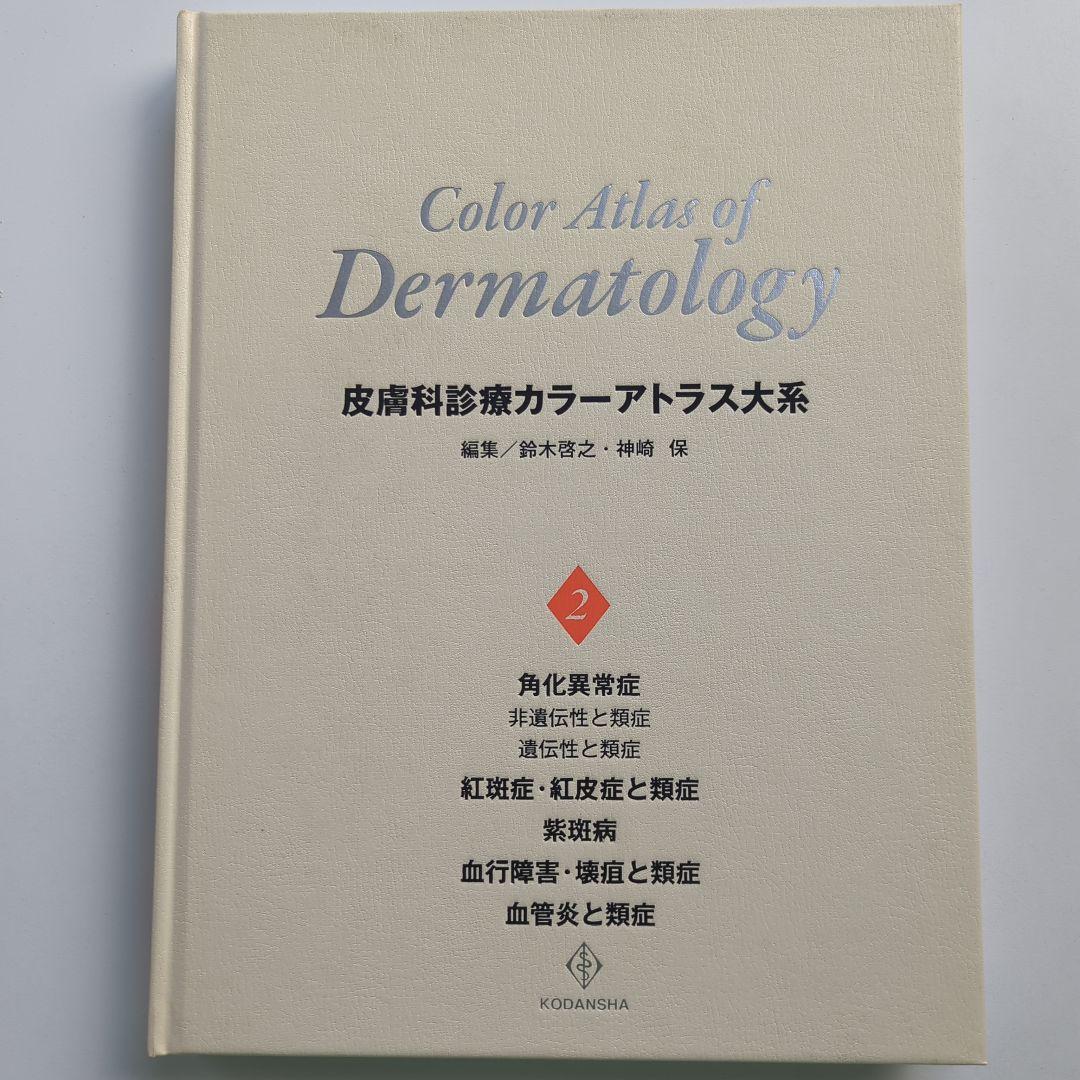 Color Atlas of
Dermatology
皮膚科診療カラーアトラス大系
編集／鈴木啓之・神崎 保
2
角化異常症
非遺伝性と類症
遺伝性と類症
紅斑症・紅皮症と類症
紫斑病
血行障害・壊疽と類症
血管炎と類症
KODANSHA